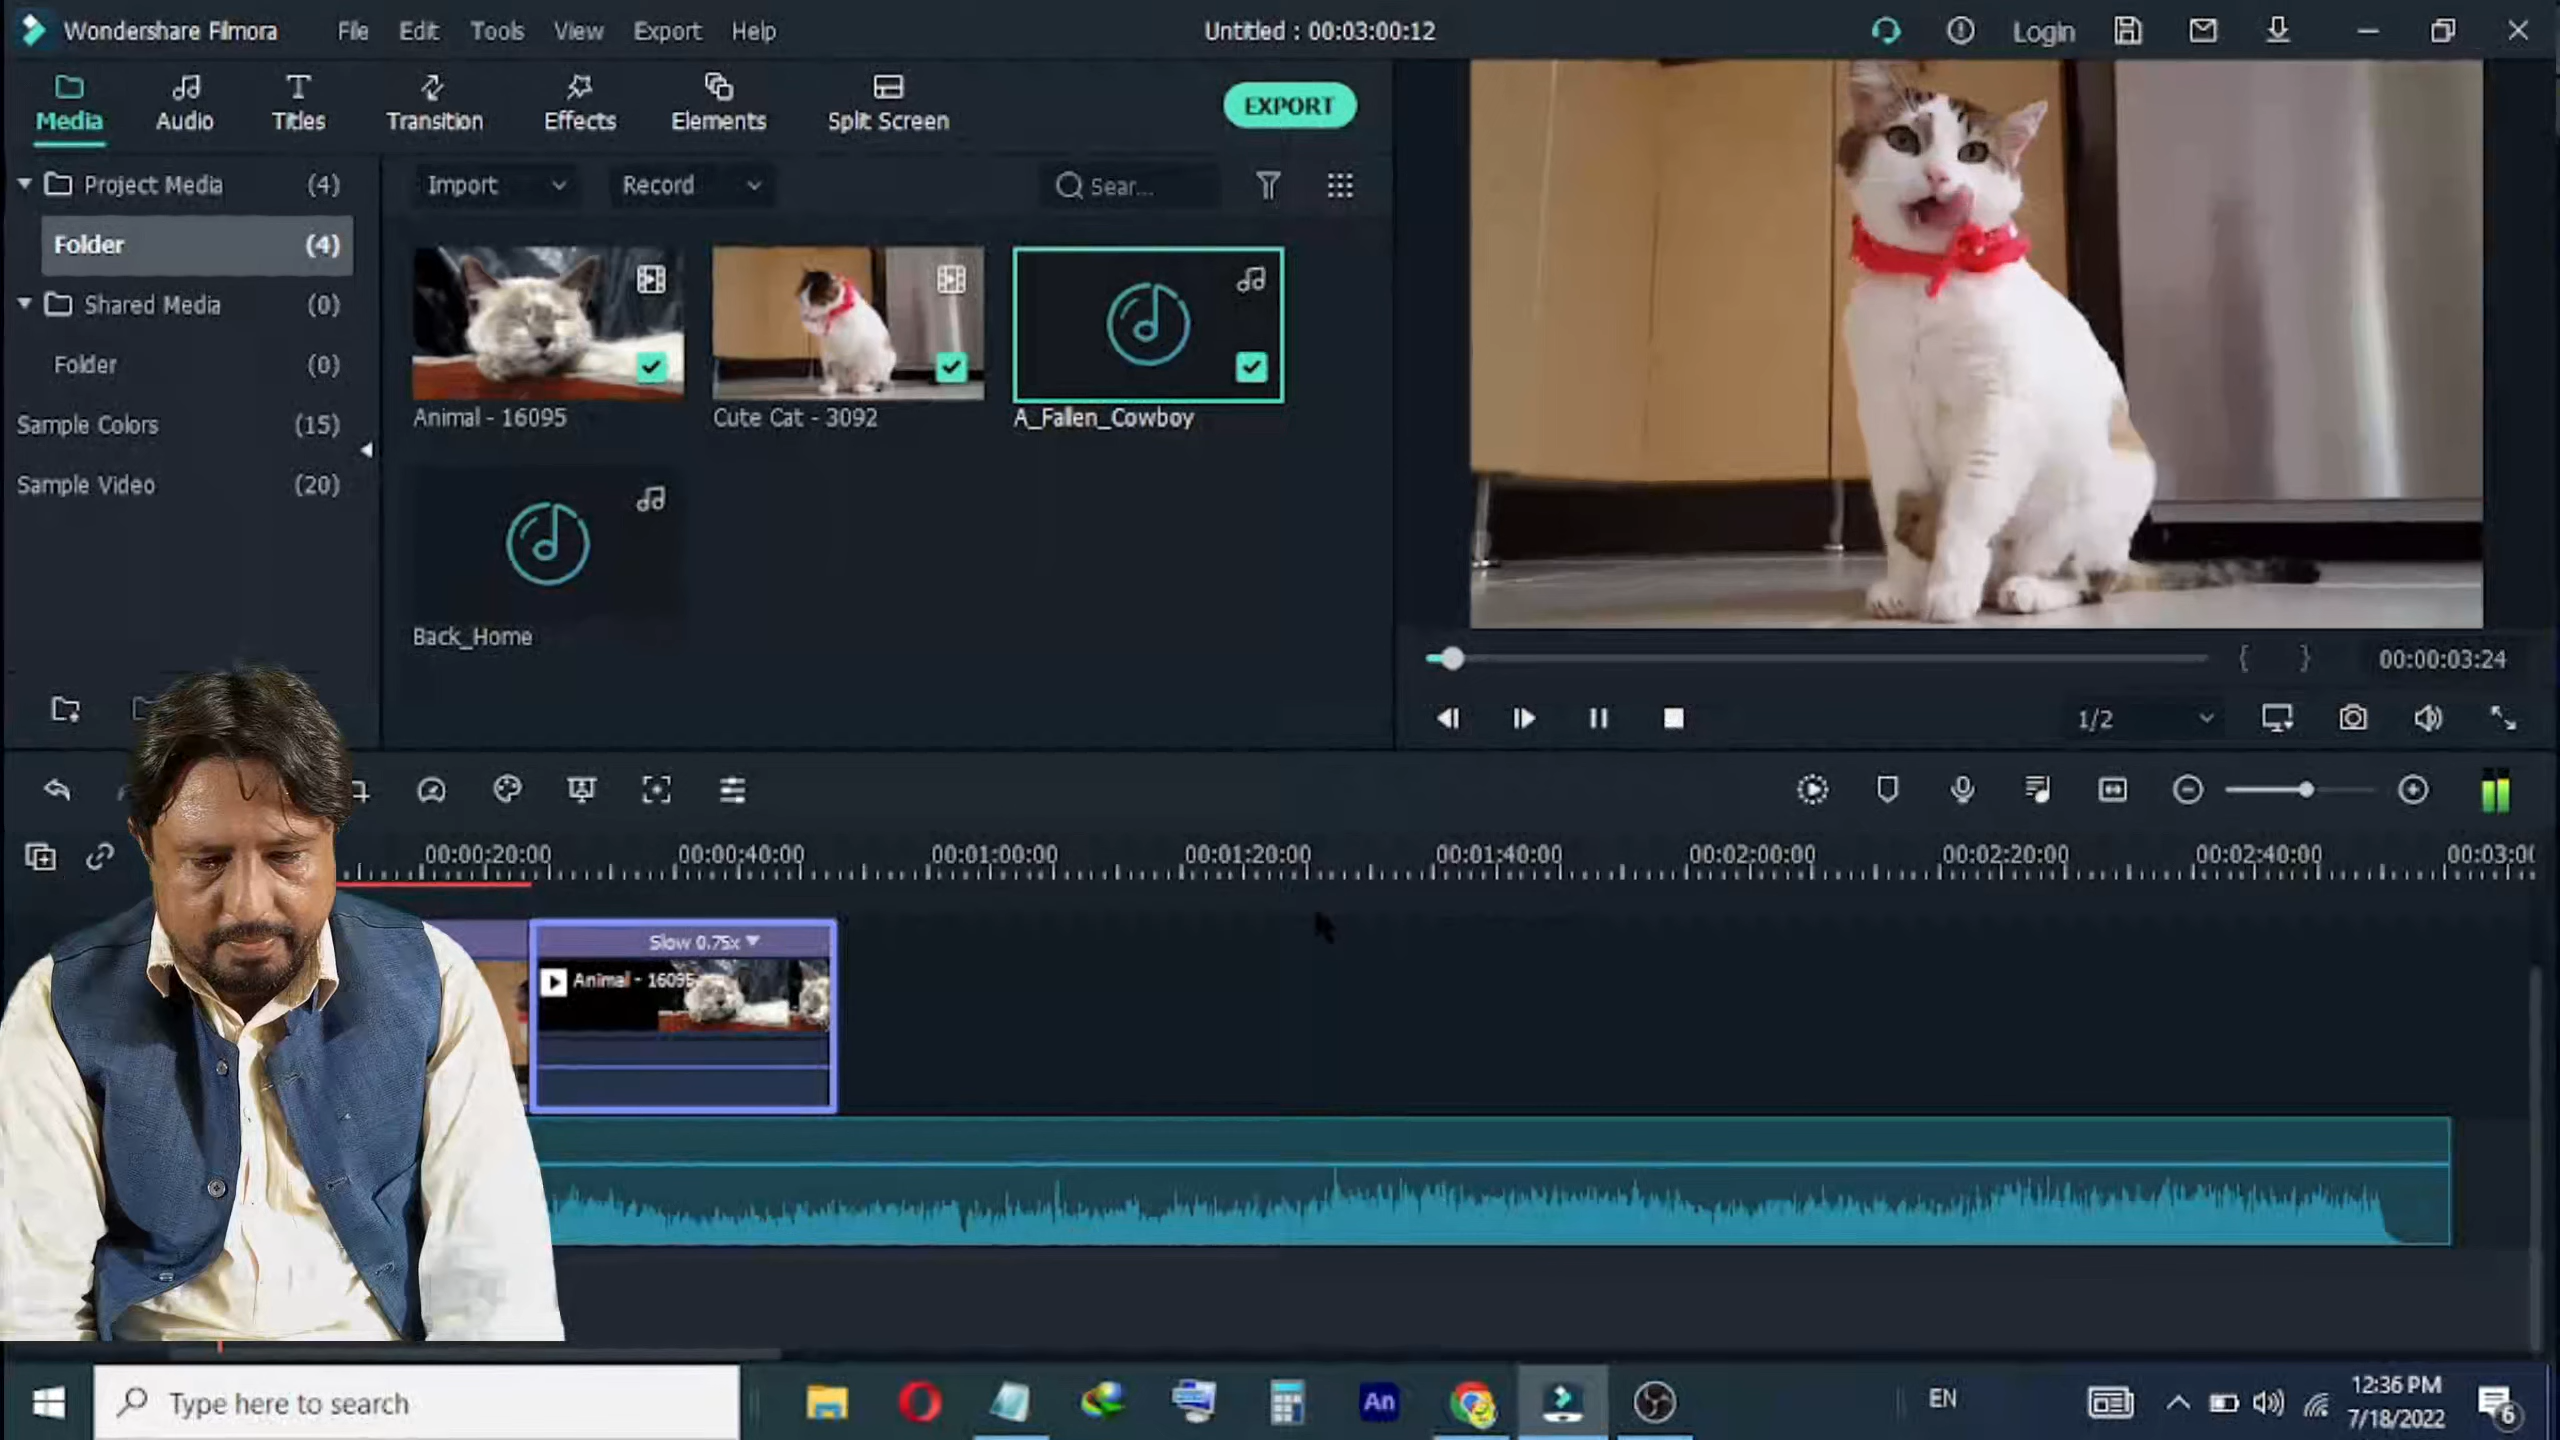 Wondershare Filmora File Edit Tools View Export Help Untitled : 00:03:00:12 Login
Media Audio Titles Transition Effects Elements Split Screen EXPORT
Project Media (4)
Folder (4)
Shared Media (0)
Folder (0)
Sample Colors (15)
Sample Video (20)
Import Record Sear...
Animal - 16095 Cute Cat - 3092 A_Fallen_Cowboy
Back_Home
{ } 00:00:03:24
1/2
00:00:20:00 00:00:40:00 00:01:00:00 00:01:20:00 00:01:40:00 00:02:00:00 00:02:20:00 00:02:40:00 00:03:0
Slow 0.75x
Animal - 16095
Type here to search An EN 12:36 PM
7/18/2022 6